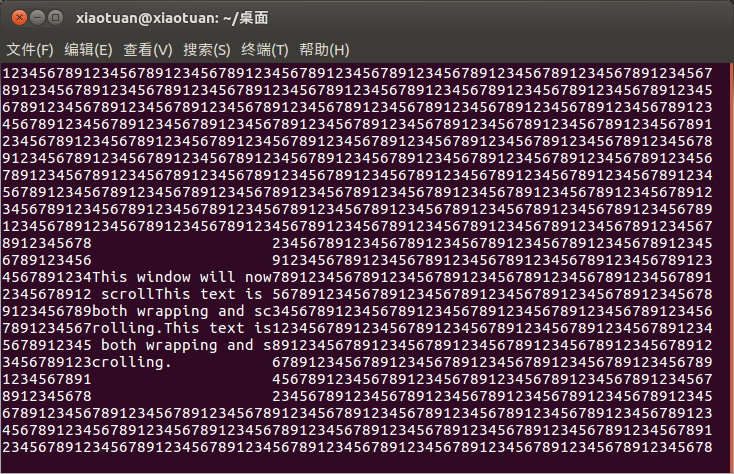 xiaotuan@xiaotuan: ~/桌面
文件(F) 编辑(E) 查看(V) 搜索(S) 终端(T) 帮助(H)
1234567891234567891234567891234567891234567891234567891234567891234567891234567
8912345678912345678912345678912345678912345678912345678912345678912345678912345
6789123456789123456789123456789123456789123456789123456789123456789123456789123
4567891234567891234567891234567891234567891234567891234567891234567891234567891
2345678912345678912345678912345678912345678912345678912345678912345678912345678
9123456789123456789123456789123456789123456789123456789123456789123456789123456
7891234567891234567891234567891234567891234567891234567891234567891234567891234
5678912345678912345678912345678912345678912345678912345678912345678912345678912
3456789123456789123456789123456789123456789123456789123456789123456789123456789
1234567891234567891234567891234567891234567891234567891234567891234567891234567
8912345678                    2345678912345678912345678912345678912345678912345
6789123456                    9123456789123456789123456789123456789123456789123
4567891234This window will now7891234567891234567891234567891234567891234567891
2345678912 scrollThis text is 5678912345678912345678912345678912345678912345678
9123456789both wrapping and sc3456789123456789123456789123456789123456789123456
7891234567rolling.This text is1234567891234567891234567891234567891234567891234
5678912345 both wrapping and s8912345678912345678912345678912345678912345678912
3456789123crolling.           6789123456789123456789123456789123456789123456789
1234567891                    4567891234567891234567891234567891234567891234567
8912345678                    2345678912345678912345678912345678912345678912345
6789123456789123456789123456789123456789123456789123456789123456789123456789123
4567891234567891234567891234567891234567891234567891234567891234567891234567891
2345678912345678912345678912345678912345678912345678912345678912345678912345678